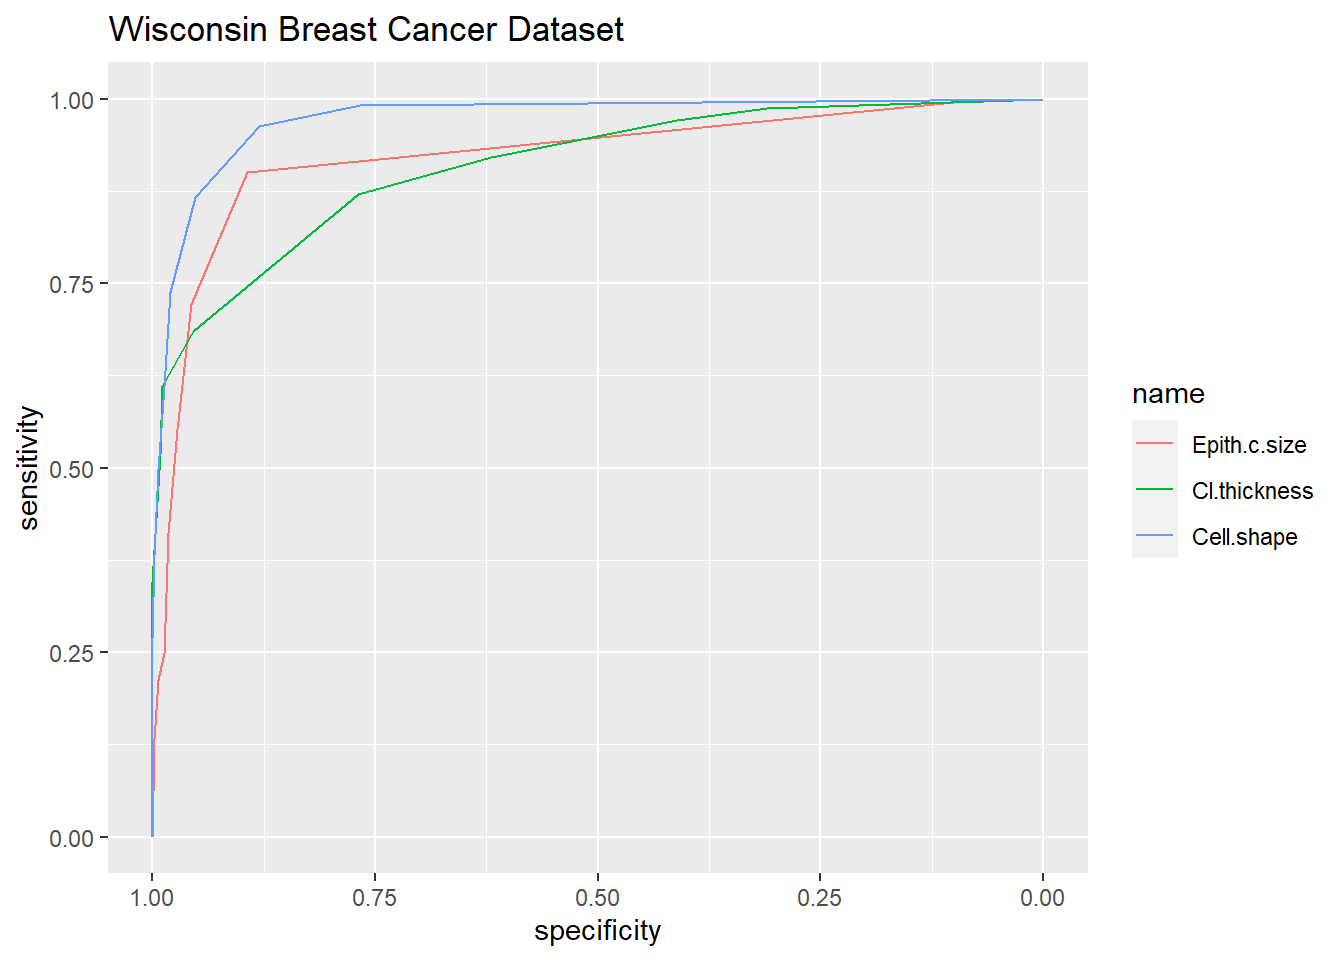 Wisconsin Breast Cancer Dataset
1.00
0.75
0.50
0.25
0.00
sensitivity
1.00 0.75 0.50 0.25 0.00
specificity
name
Epith.c.size
Cl.thickness
Cell.shape